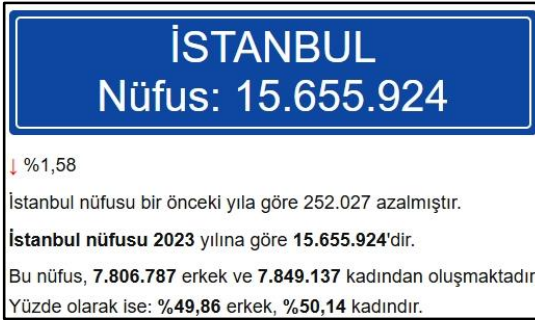 İSTANBUL
Nüfus: 15.655.924
↓ %1,58
İstanbul nüfusu bir önceki yıla göre 252.027 azalmıştır.
İstanbul nüfusu 2023 yılına göre 15.655.924'dir.
Bu nüfus, 7.806.787 erkek ve 7.849.137 kadından oluşmaktadır
Yüzde olarak ise: %49,86 erkek, %50,14 kadındır.